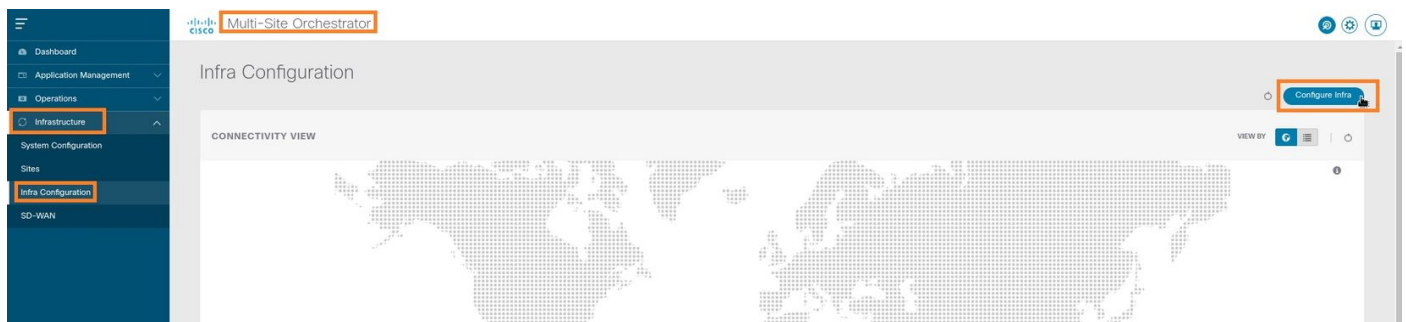 CISCO Multi-Site Orchestrator
Dashboard
Application Management
Operations
Infrastructure
System Configuration
Sites
Infra Configuration
SD-WAN
Infra Configuration
Configure Infra
CONNECTIVITY VIEW
VIEW BY